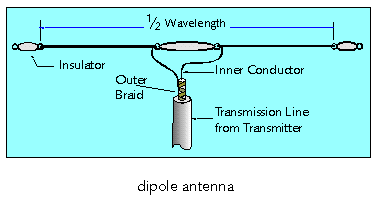 1/2 Wavelength
Insulator
Inner Conductor
Outer
Braid
Transmission Line
from Transmitter
dipole antenna